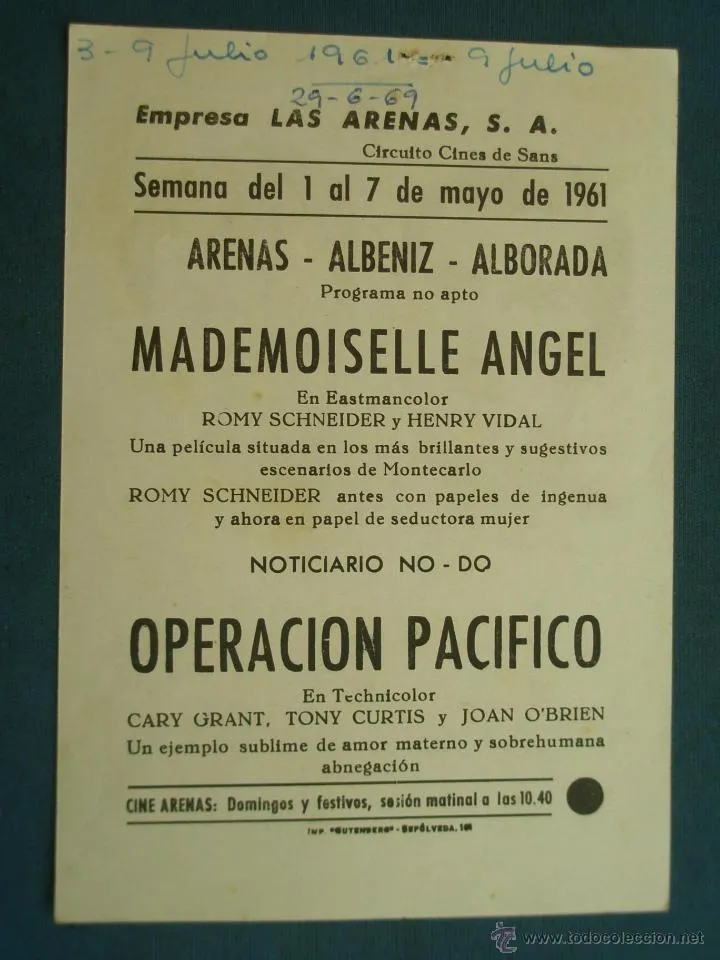 3 - 9 Julio 1961 = 9 Julio
29-6-69
Empresa LAS ARENAS, S. A.
Circuito Cines de Sans
Semana del 1 al 7 de mayo de 1961
ARENAS - ALBENIZ - ALBORADA
Programa no apto
MADEMOISELLE ANGEL
En Eastmancolor
ROMY SCHNEIDER y HENRY VIDAL
Una película situada en los más brillantes y sugestivos
escenarios de Montecarlo
ROMY SCHNEIDER antes con papeles de ingenua
y ahora en papel de seductora mujer
NOTICIARIO NO - DO
OPERACION PACIFICO
En Technicolor
CARY GRANT, TONY CURTIS y JOAN O'BRIEN
Un ejemplo sublime de amor materno y sobrehumana
abnegación
CINE ARENAS: Domingos y festivos, sesión matinal a las 10.40
IMP. "GUTENBERG" - SEPÚLVEDA, 
© www.todocoleccion.net